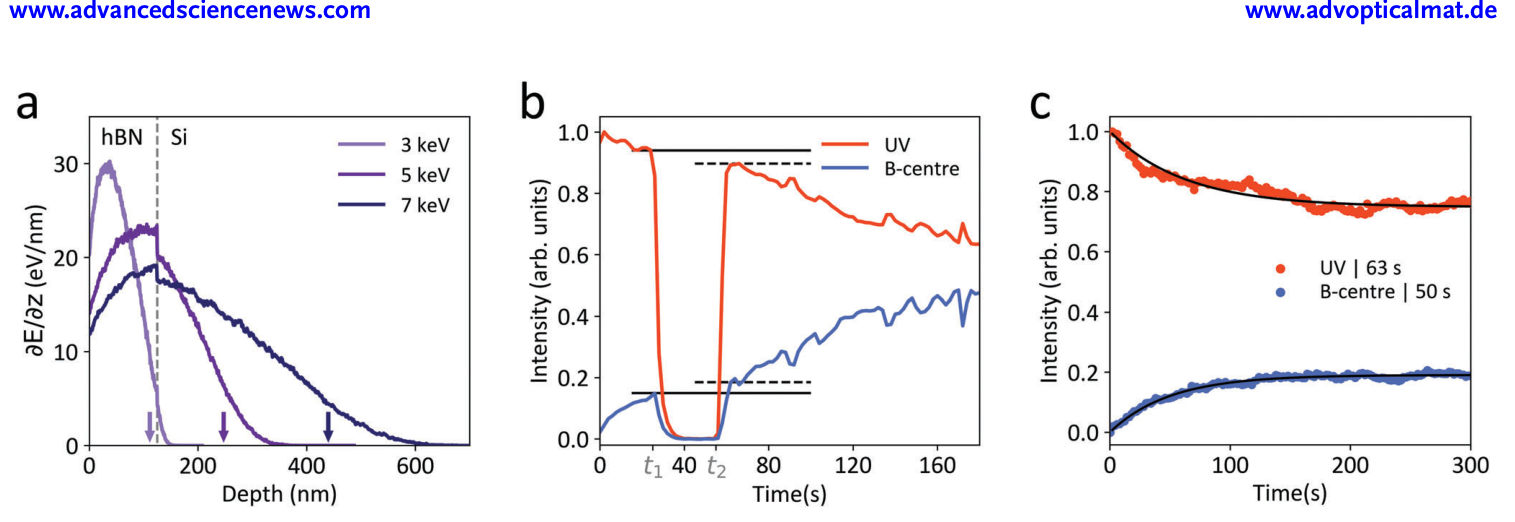 www.advancedsciencenews.com
www.advopticalmat.de
a
hBN
Si
3 keV
5 keV
7 keV
30
20
10
0
∂E/∂z (eV/nm)
0
200
400
600
Depth (nm)
b
UV
B-centre
1.0
0.8
0.6
0.4
0.2
0.0
Intensity (arb. units)
0
t₁
40
t₂
80
120
160
Time(s)
c
UV | 63 s
B-centre | 50 s
1.0
0.8
0.6
0.4
0.2
0.0
Intensity (arb. units)
0
100
200
300
Time(s)